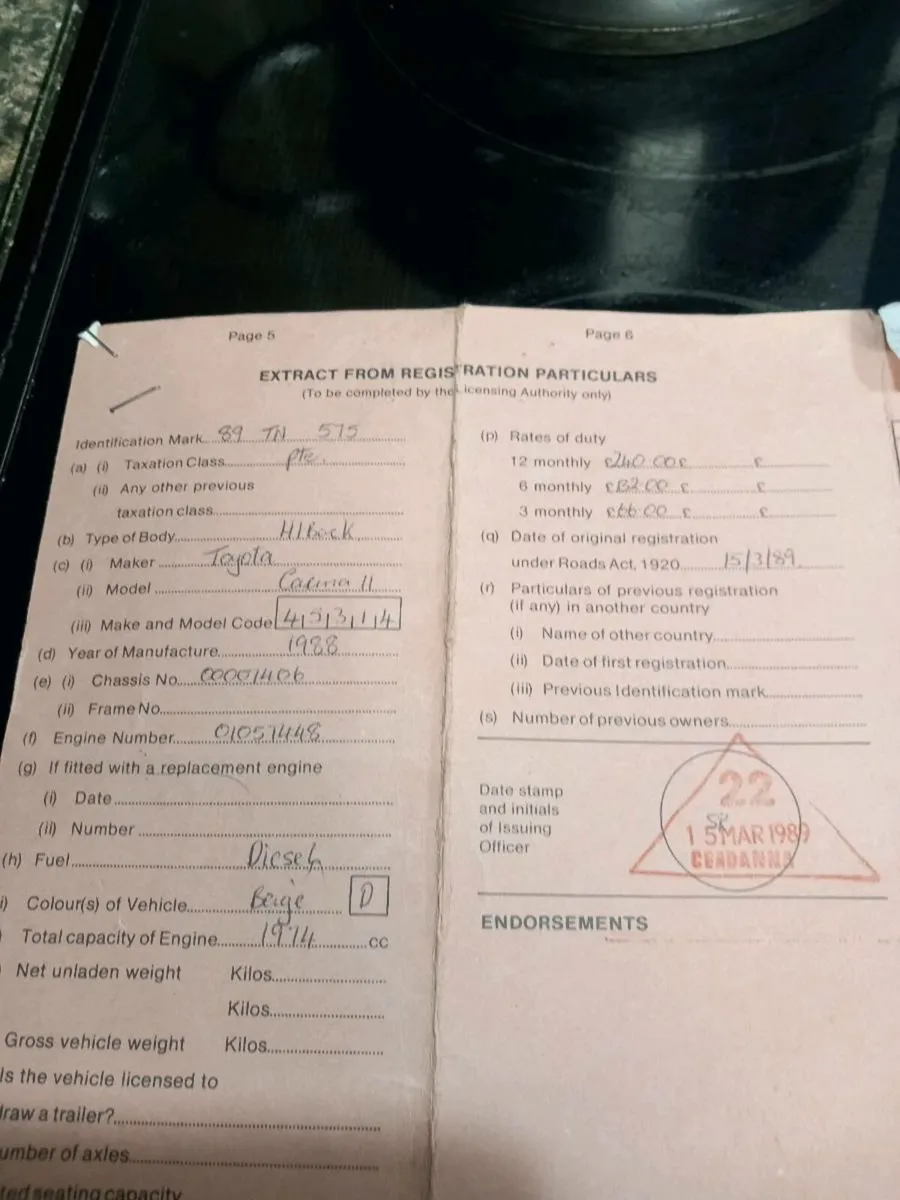 Page 5
EXTRACT FROM REGISTRATION PARTICULARS
(To be completed by the Licensing Authority only)
Identification Mark 89 TN 575
(a) (i) Taxation Class Pte.
(ii) Any other previous
taxation class
(b) Type of Body H/back
(c) (i) Maker Toyota
(ii) Model Carina II
(iii) Make and Model Code 4 5 3 1 4
(d) Year of Manufacture 1988
(e) (i) Chassis No. 00001406
(ii) Frame No.
(f) Engine Number 01051448
(g) If fitted with a replacement engine
(i) Date
(ii) Number
(h) Fuel Diesel
i) Colour(s) of Vehicle Beige D
Total capacity of Engine 1974 cc
Net unladen weight Kilos
Kilos
Gross vehicle weight Kilos
Is the vehicle licensed to
draw a trailer?
umber of axles
ted seating capacity
Page 6
(p) Rates of duty
12 monthly £240.00 £ £
6 monthly £132.00 £ £
3 monthly £66.00 £ £
(q) Date of original registration
under Roads Act, 1920 15/3/89
(r) Particulars of previous registration
(if any) in another country
(i) Name of other country
(ii) Date of first registration
(iii) Previous Identification mark
(s) Number of previous owners
Date stamp
and initials
of Issuing
Officer
22
15 MAR 1989
CEADANNA
ENDORSEMENTS